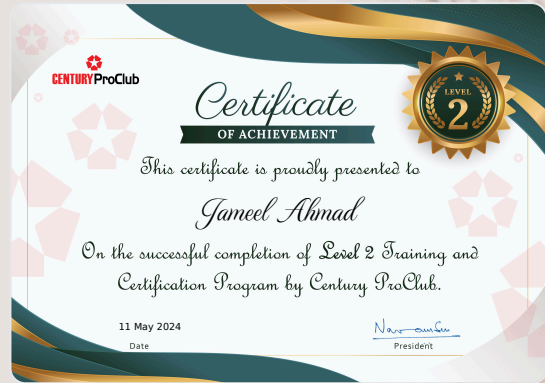 CENTURY ProClub
LEVEL
2
Certificate
OF ACHIEVEMENT
This certificate is proudly presented to
Jameel Ahmad
On the successful completion of Level 2 Training and
Certification Program by Century ProClub.
11 May 2024
Date
President